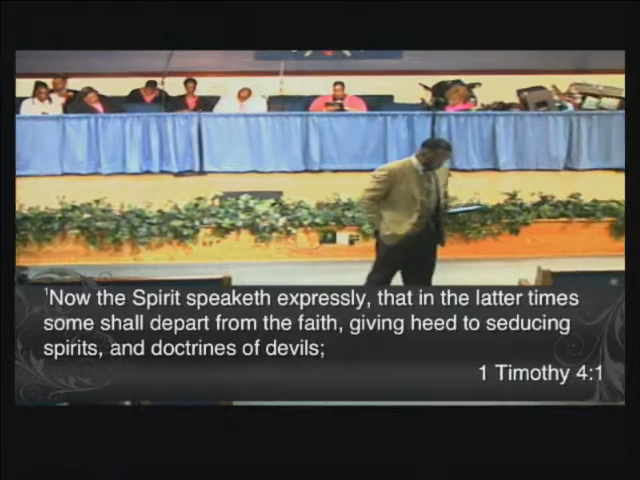 ¹Now the Spirit speaketh expressly, that in the latter times
some shall depart from the faith, giving heed to seducing
spirits, and doctrines of devils;
1 Timothy 4:1